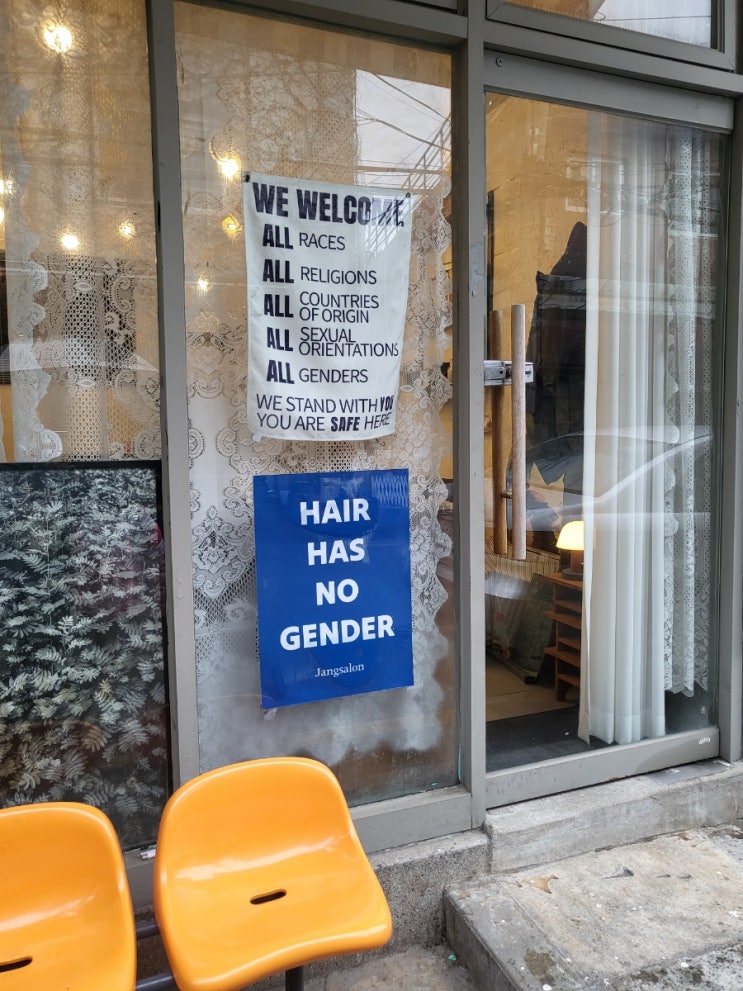 WE WELCOME
ALL RACES
ALL RELIGIONS
ALL COUNTRIES
OF ORIGIN
ALL SEXUAL
ORIENTATIONS
ALL GENDERS
WE STAND WITH YOU
YOU ARE SAFE HERE
HAIR
HAS
NO
GENDER
Jangsalon